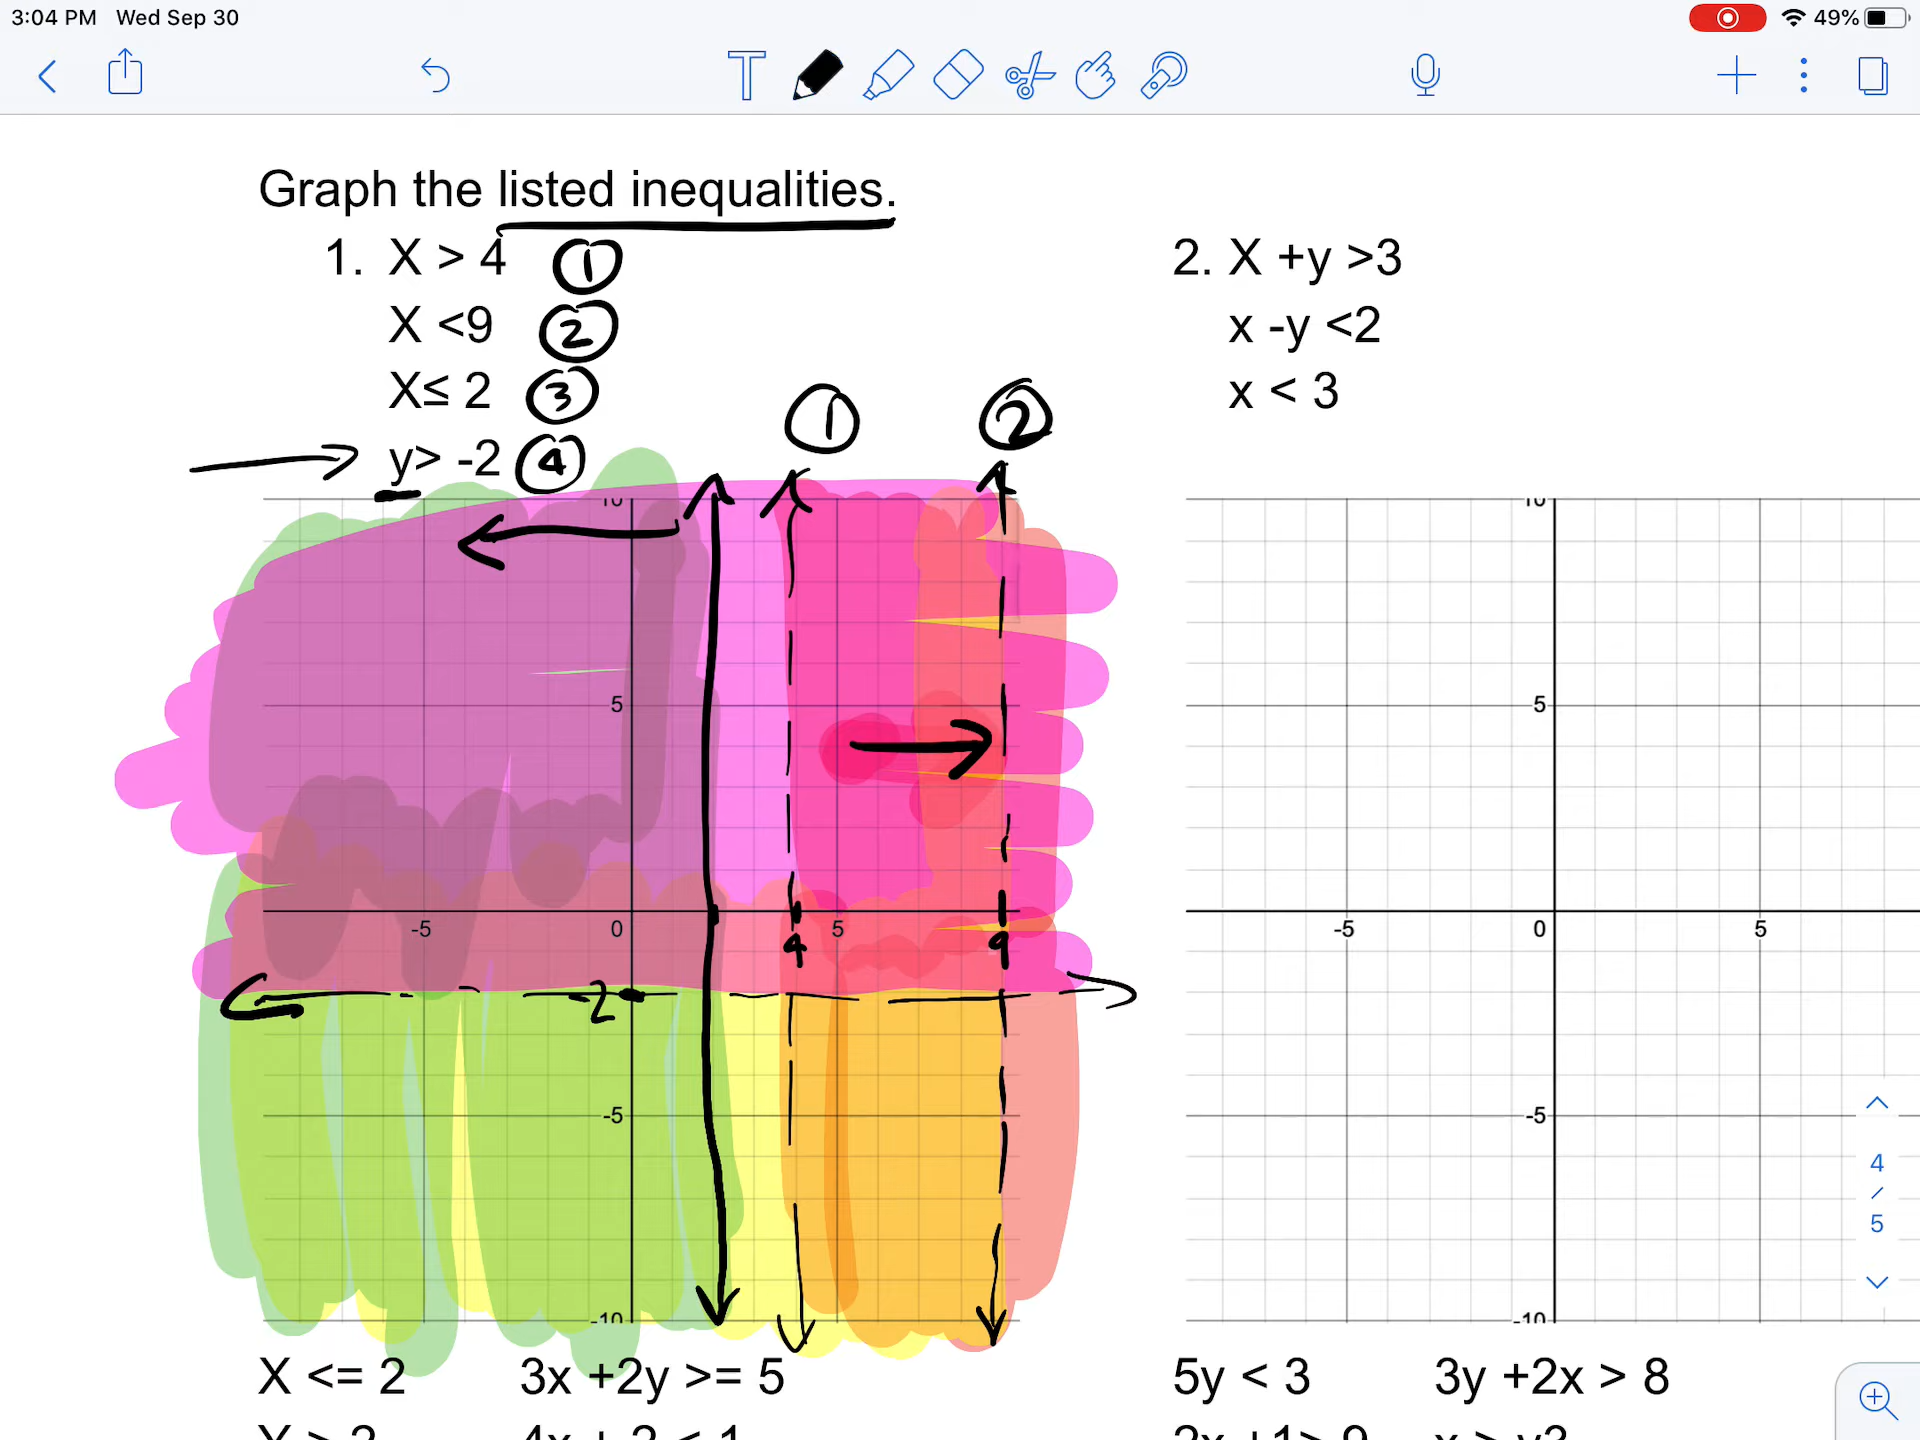 3:04 PM Wed Sep 30
49%
T
Graph the listed inequalities.
1. X > 4 1
X <9 2
X≤ 2 3
y> -2 4
2. X +y >3
x -y <2
x < 3
1 2
10
5
-5 0 5
4 9
-2
-5
-10
10
5
-5 0 5
-5
-10
4
/
5
X <= 2 3x +2y >= 5
5y < 3 3y +2x > 8